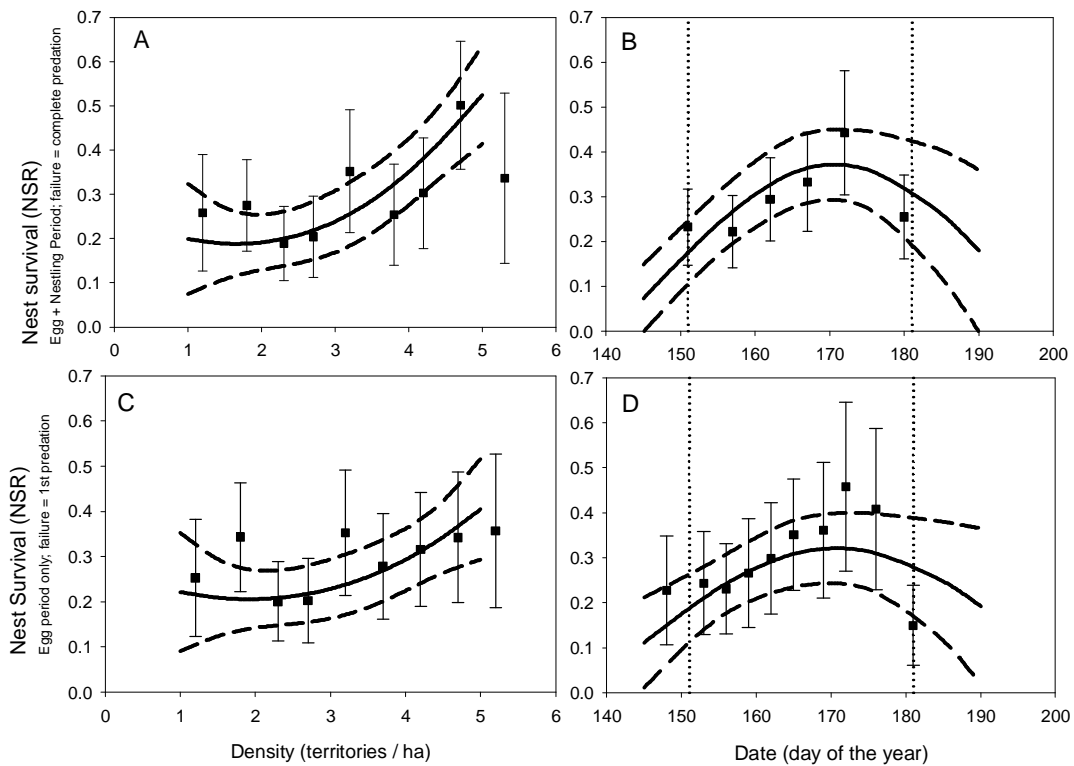 A
B
0.7
0.6
0.5
0.4
0.3
0.2
0.1
0.0
0 1 2 3 4 5 6
Nest survival (NSR)
Egg + Nestling Period; failure = complete predation
0.7
0.6
0.5
0.4
0.3
0.2
0.1
0.0
140 150 160 170 180 190 200
C
D
0.7
0.6
0.5
0.4
0.3
0.2
0.1
0.0
0 1 2 3 4 5 6
Nest Survival (NSR)
Egg period only; failure = 1st predation
Density (territories / ha)
0.7
0.6
0.5
0.4
0.3
0.2
0.1
0.0
140 150 160 170 180 190 200
Date (day of the year)